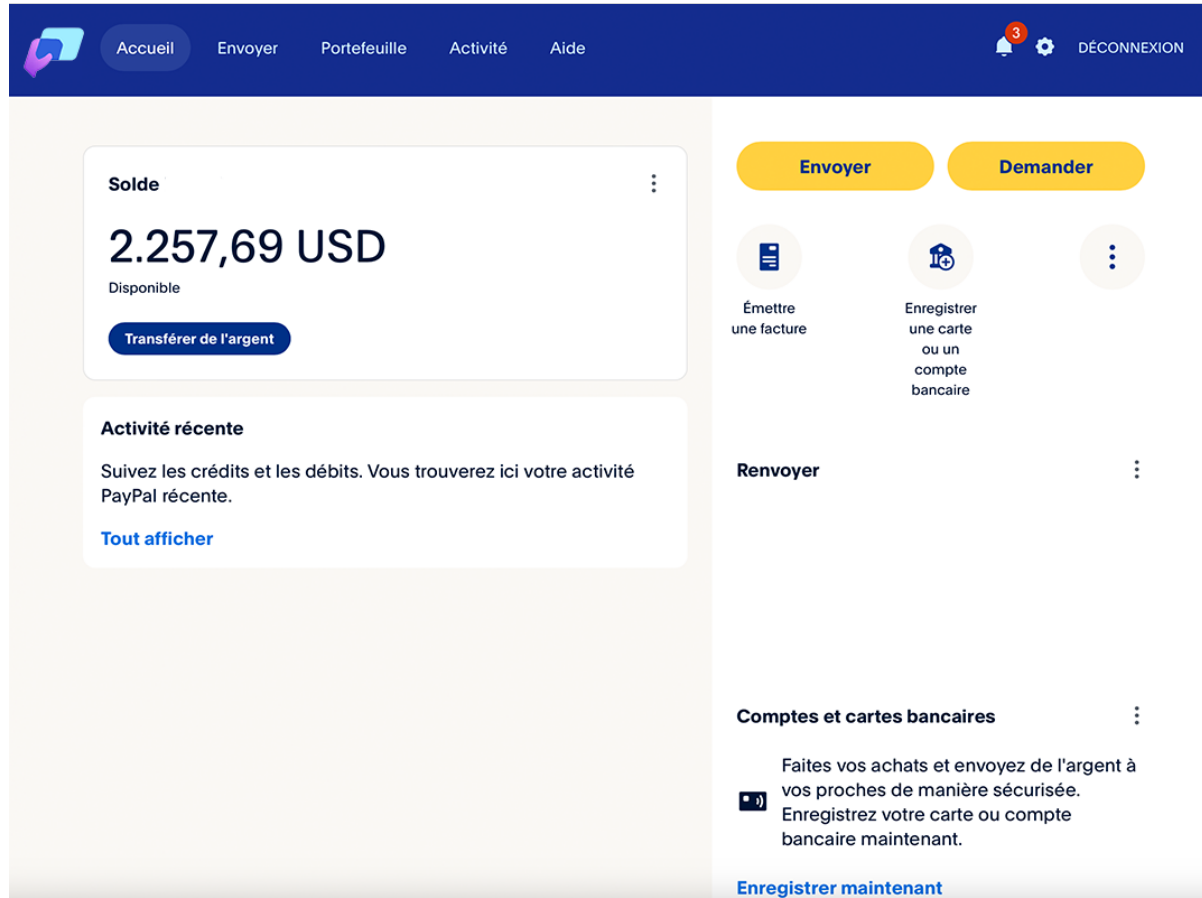 Accueil
Envoyer
Portefeuille
Activité
Aide
3
DÉCONNEXION
Solde
2.257,69 USD
Disponible
Transférer de l'argent
Activité récente
Suivez les crédits et les débits. Vous trouverez ici votre activité
PayPal récente.
Tout afficher
Envoyer
Demander
Émettre
une facture
Enregistrer
une carte
ou un
compte
bancaire
Renvoyer
Comptes et cartes bancaires
Faites vos achats et envoyez de l'argent à
vos proches de manière sécurisée.
Enregistrez votre carte ou compte
bancaire maintenant.
Enregistrer maintenant